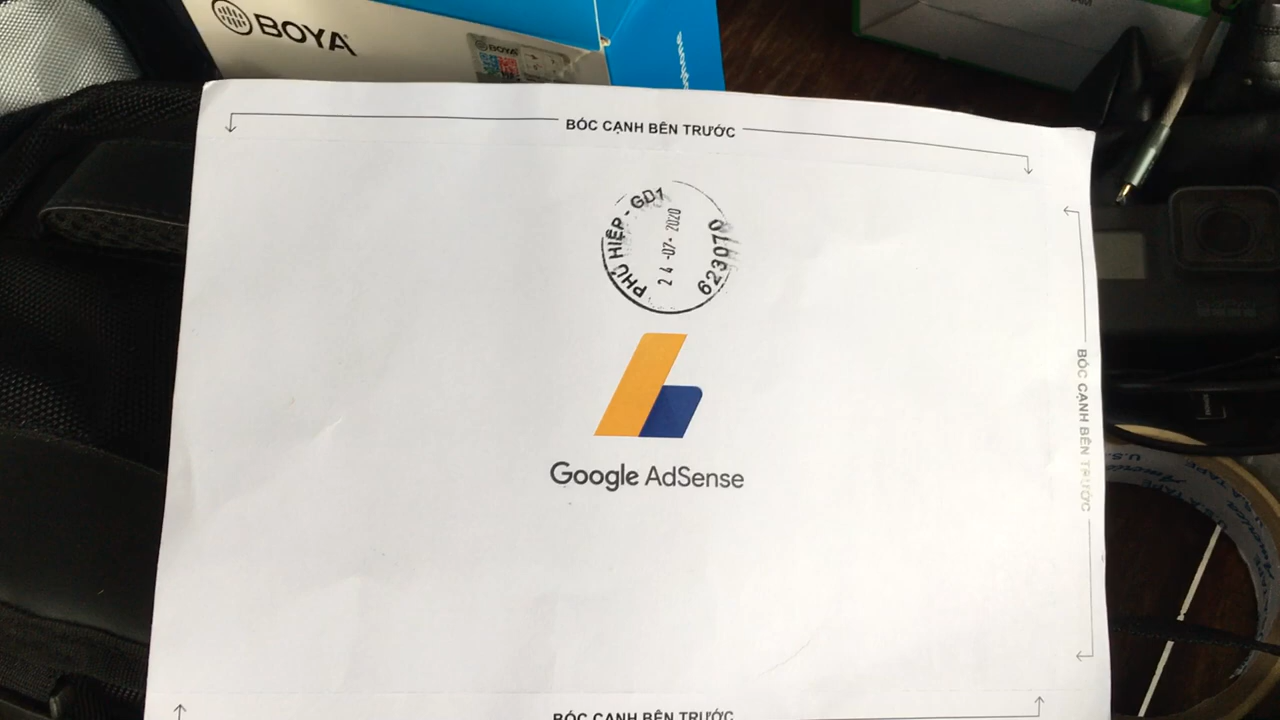 BOYA
BOYA
BÓC CẠNH BÊN TRƯỚC
PHÚ HIỆP - GD1
24-07-2020
623070
Google AdSense
BÓC CẠNH BÊN TRƯỚC
BÓC CẠNH BÊN TRƯỚC